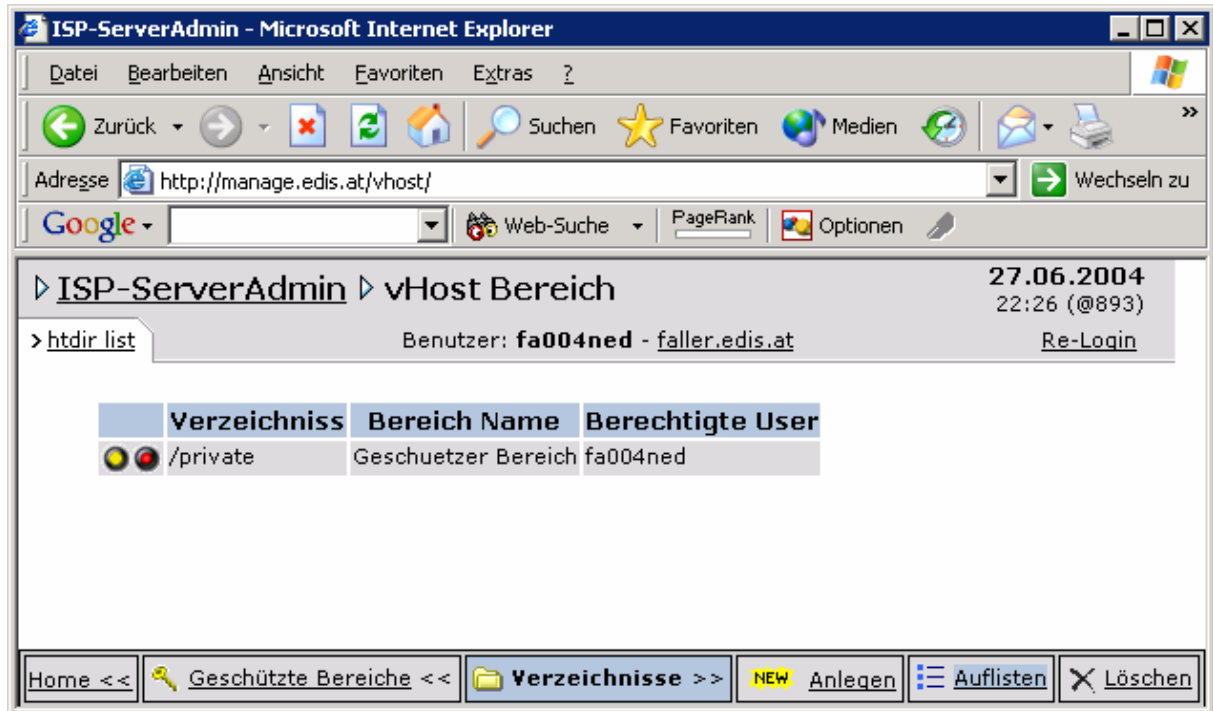 ISP-ServerAdmin - Microsoft Internet Explorer
Datei Bearbeiten Ansicht Favoriten Extras ?
Zurück Suchen Favoriten Medien »
Adresse http://manage.edis.at/vhost/ Wechseln zu
Google Web-Suche PageRank Optionen
ISP-ServerAdmin vHost Bereich 27.06.2004
22:26 (@893)
> htdir list Benutzer: fa004ned - faller.edis.at Re-Login
Verzeichniss Bereich Name Berechtigte User
/private Geschuetzer Bereich fa004ned
Home << Geschützte Bereiche << Verzeichnisse >> NEW Anlegen Auflisten Löschen